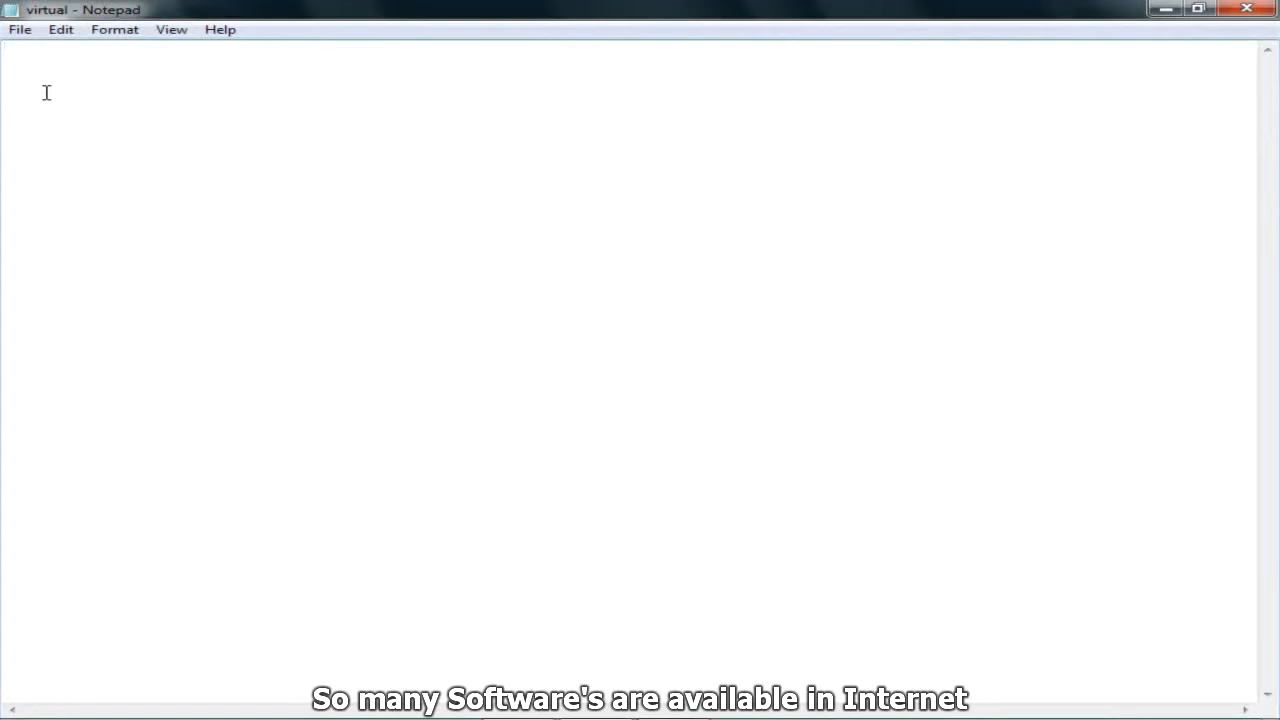 virtual - Notepad
File Edit Format View Help
So many Software's are available in Internet